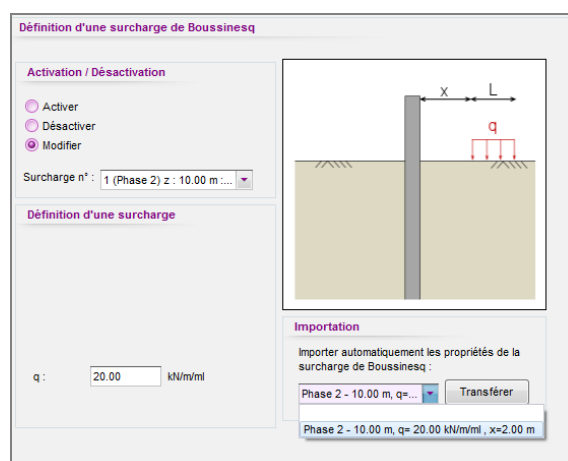 Définition d'une surcharge de Boussinesq
Activation / Désactivation
Activer
Désactiver
Modifier
Surcharge n° : 1 (Phase 2) z : 10.00 m :...
Définition d'une surcharge
q : 20.00 kN/m/ml
x L
q
Importation
Importer automatiquement les propriétés de la
surcharge de Boussinesq :
Phase 2 - 10.00 m, q=... Transférer
Phase 2 - 10.00 m, q= 20.00 kN/m/ml , x=2.00 m